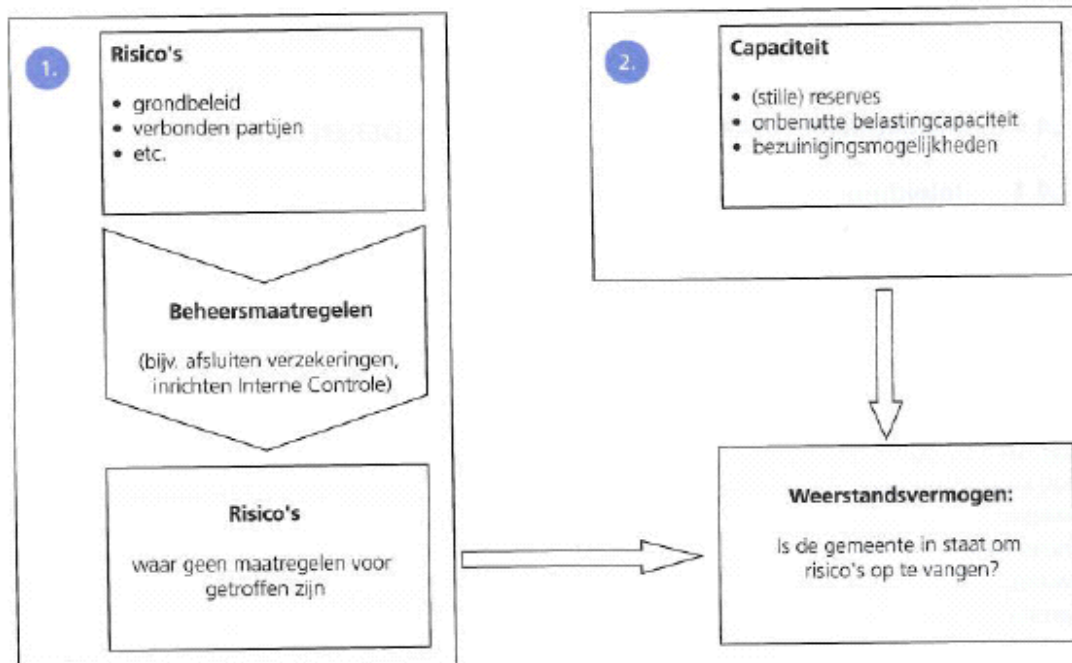 1.
Risico's
• grondbeleid
• verbonden partijen
• etc.
Beheersmaatregelen
(bijv. afsluiten verzekeringen,
inrichten Interne Controle)
Risico's
waar geen maatregelen voor
getroffen zijn
2.
Capaciteit
• (stille) reserves
• onbenutte belastingcapaciteit
• bezuinigingsmogelijkheden
Weerstandsvermogen:
Is de gemeente in staat om
risico's op te vangen?